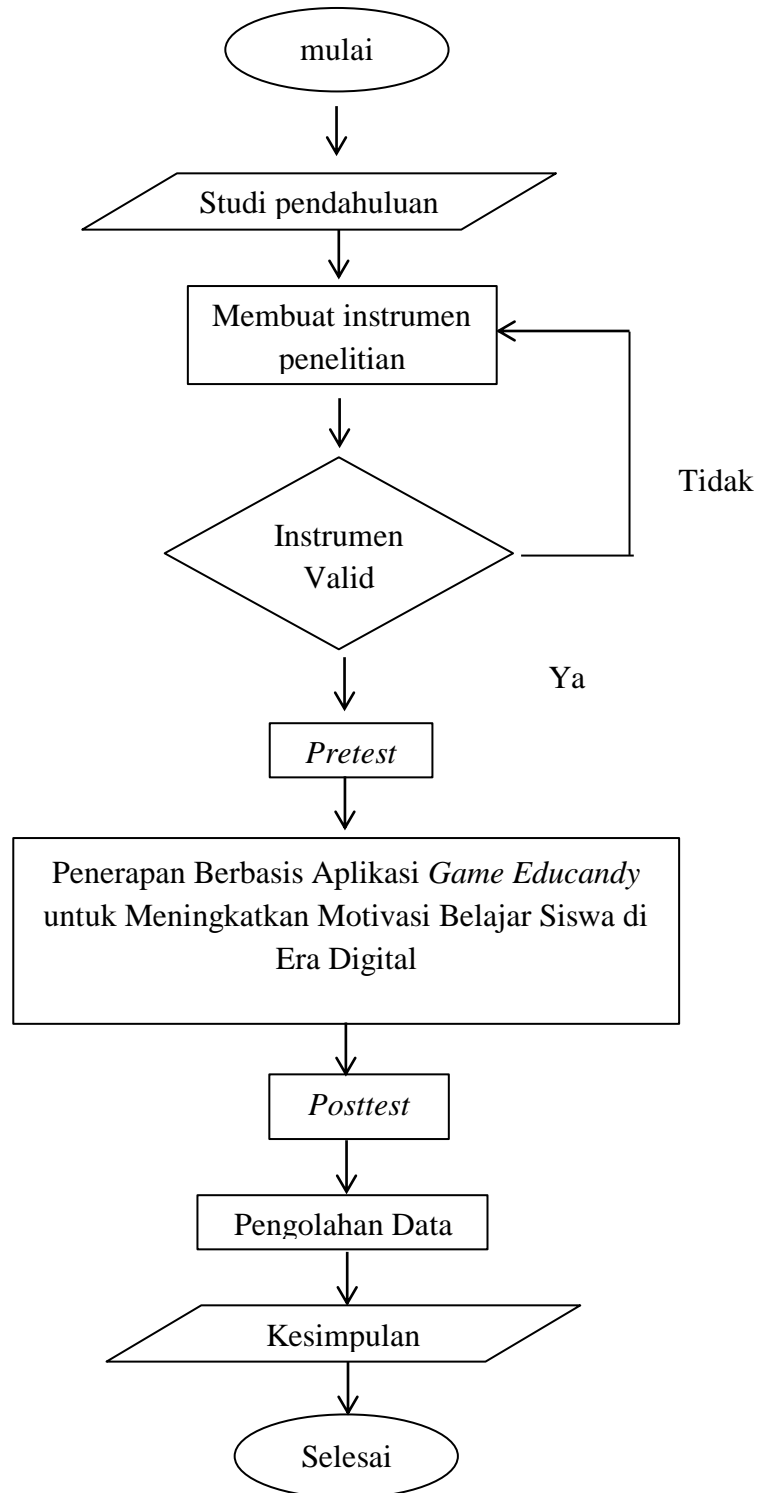 mulai
Studi pendahuluan
Membuat instrumen
penelitian
Tidak
Instrumen
Valid
Ya
Pretest
Penerapan Berbasis Aplikasi Game Educandy
untuk Meningkatkan Motivasi Belajar Siswa di
Era Digital
Posttest
Pengolahan Data
Kesimpulan
Selesai